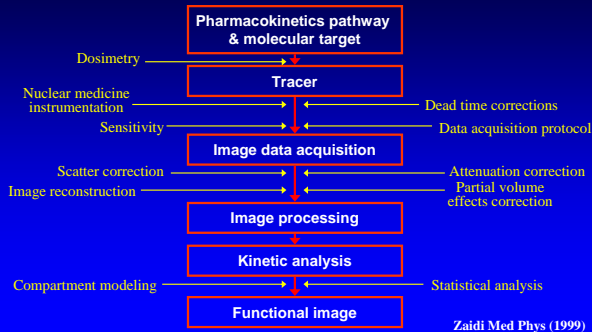 Pharmacokinetics pathway
& molecular target
Dosimetry
Tracer
Nuclear medicine
instrumentation
Dead time corrections
Sensitivity
Data acquisition protocol
Image data acquisition
Scatter correction
Attenuation correction
Image reconstruction
Partial volume
effects correction
Image processing
Kinetic analysis
Compartment modeling
Statistical analysis
Functional image
Zaidi Med Phys (1999)